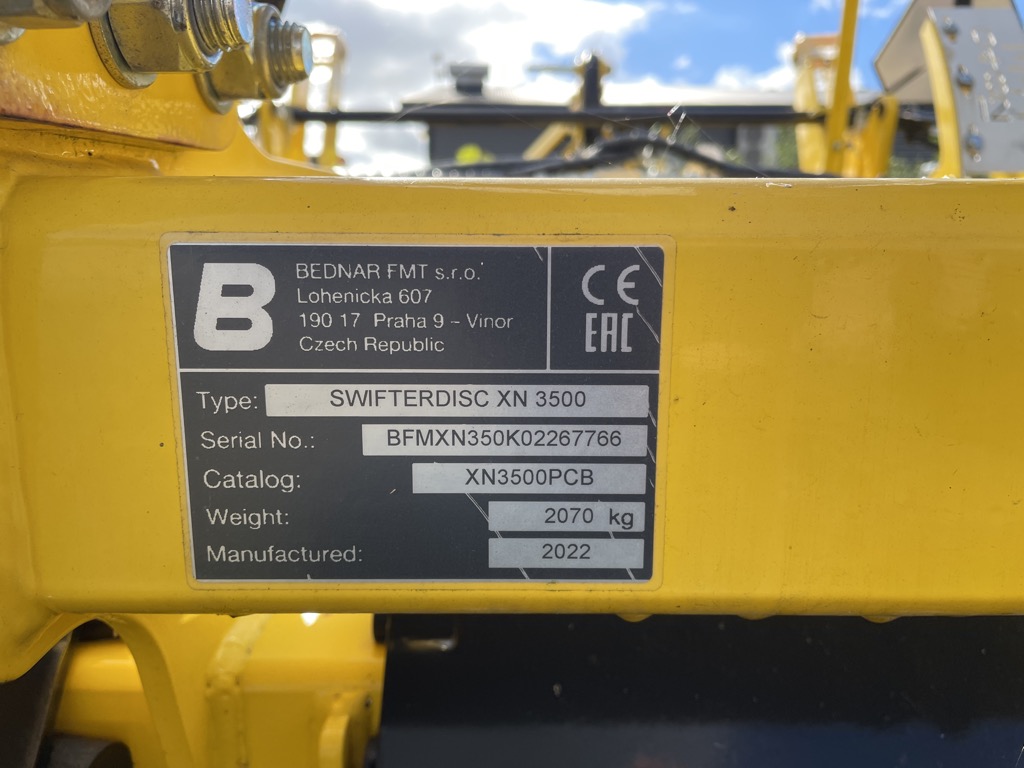 B
BEDNAR FMT s.r.o.
Lohenicka 607
190 17 Praha 9 – Vinor
Czech Republic
CE
EAC
Type: SWIFTERDISC XN 3500
Serial No.: BFMXN350K02267766
Catalog: XN3500PCB
Weight: 2070 kg
Manufactured: 2022